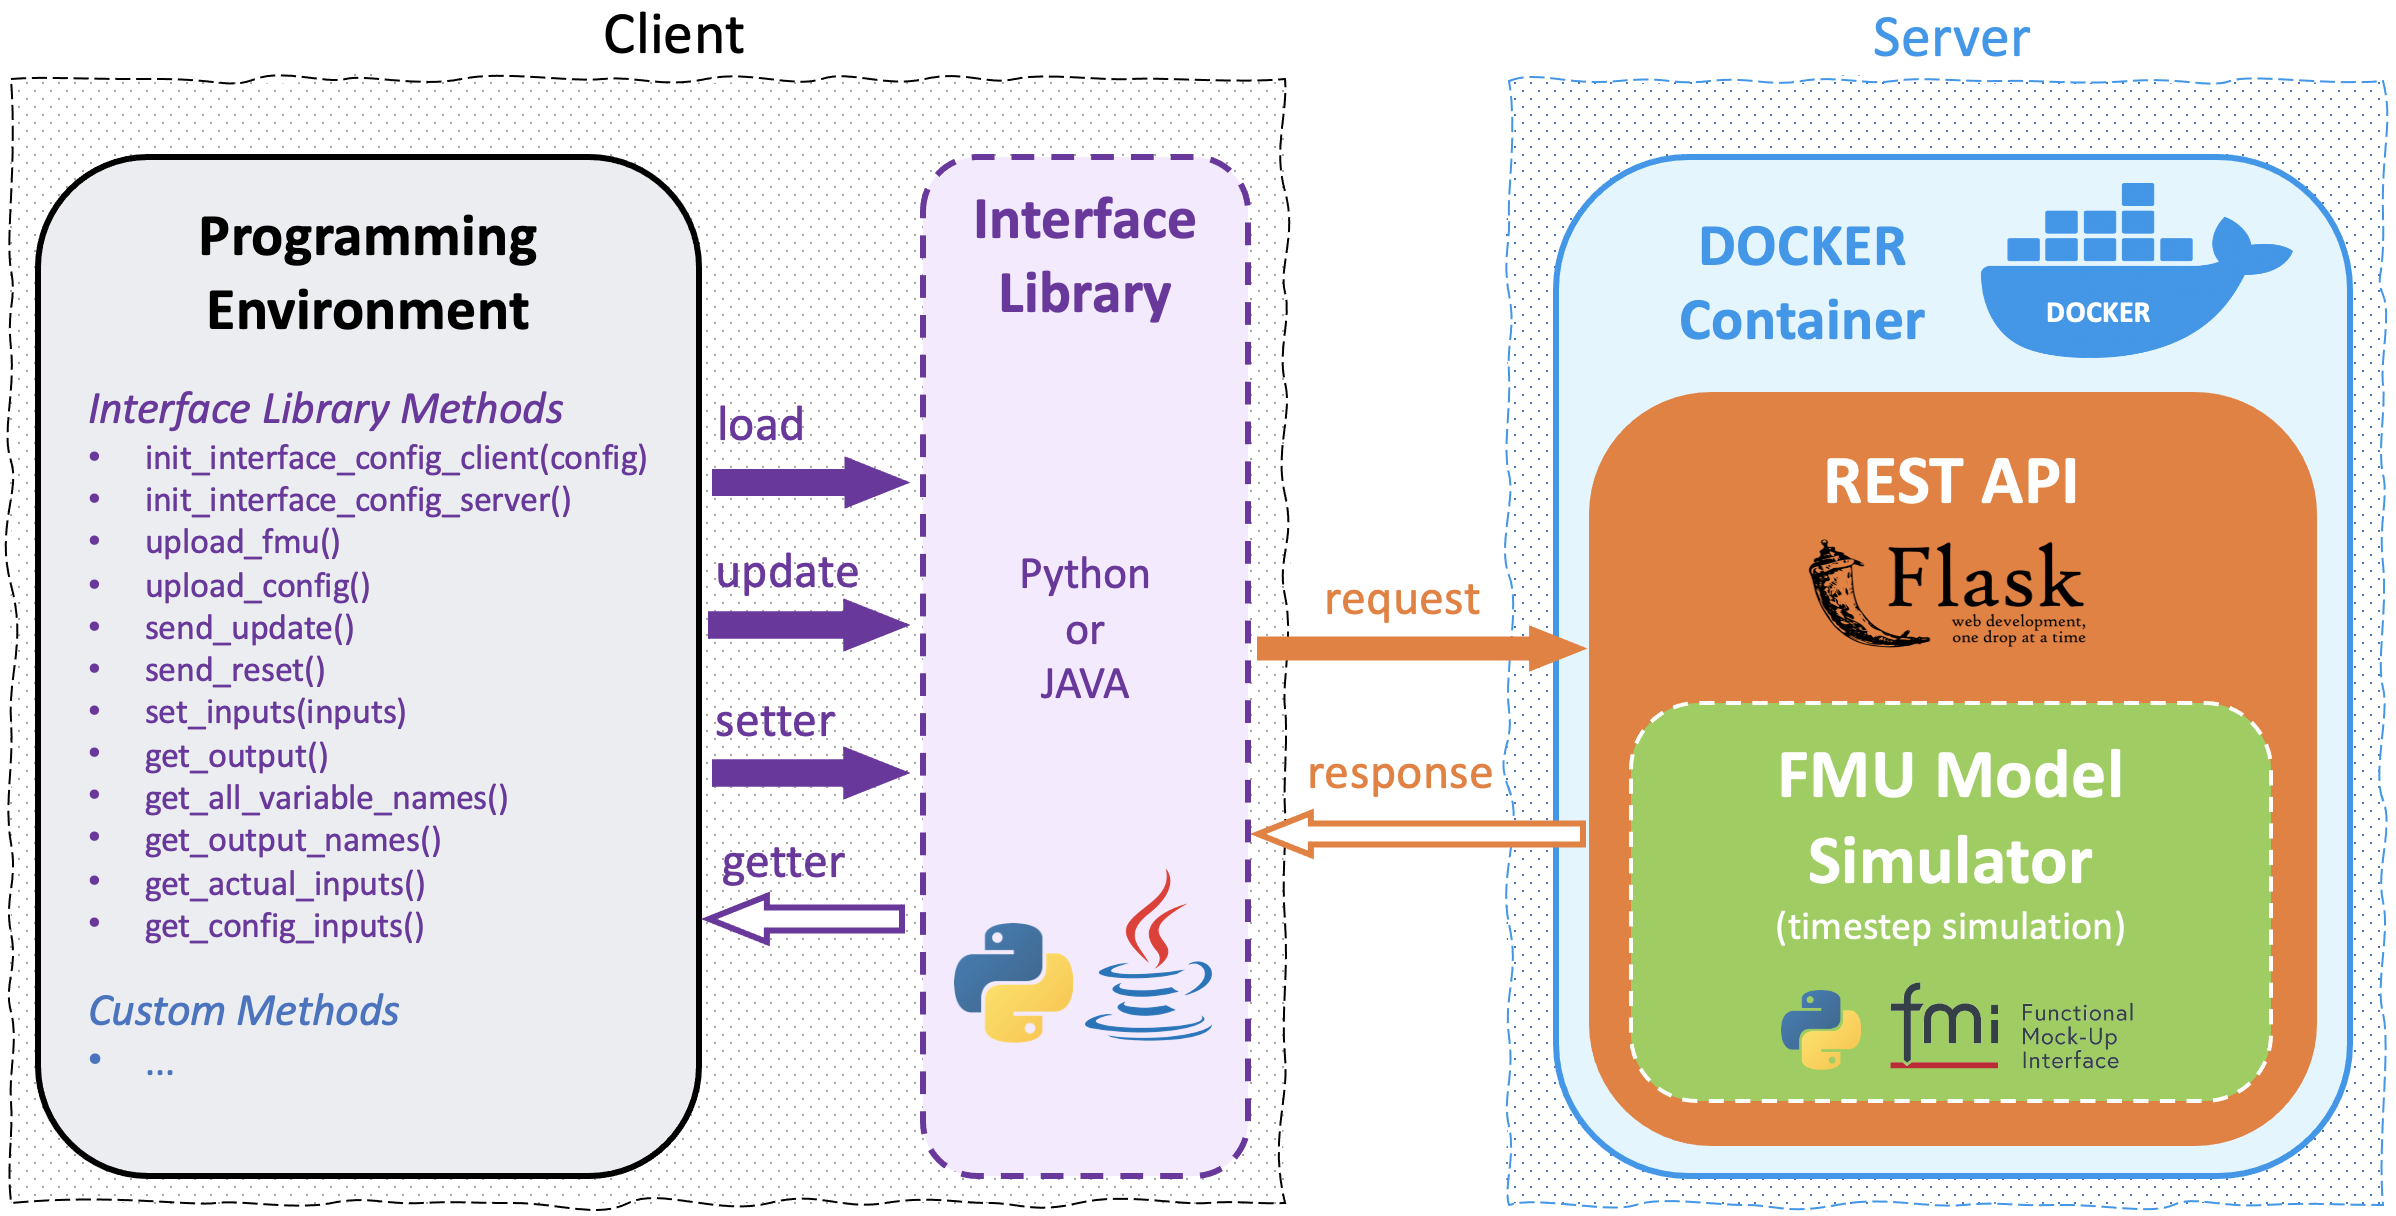 Client
Server
Programming
Environment
Interface Library Methods
• init_interface_config_client(config)
• init_interface_config_server()
• upload_fmu()
• upload_config()
• send_update()
• send_reset()
• set_inputs(inputs)
• get_output()
• get_all_variable_names()
• get_output_names()
• get_actual_inputs()
• get_config_inputs()
Custom Methods
• ...
load
update
setter
getter
Interface
Library
Python
or
JAVA
request
response
DOCKER
Container
DOCKER
REST API
Flask
web development,
one drop at a time
FMU Model
Simulator
(timestep simulation)
fmi
Functional
Mock-Up
Interface